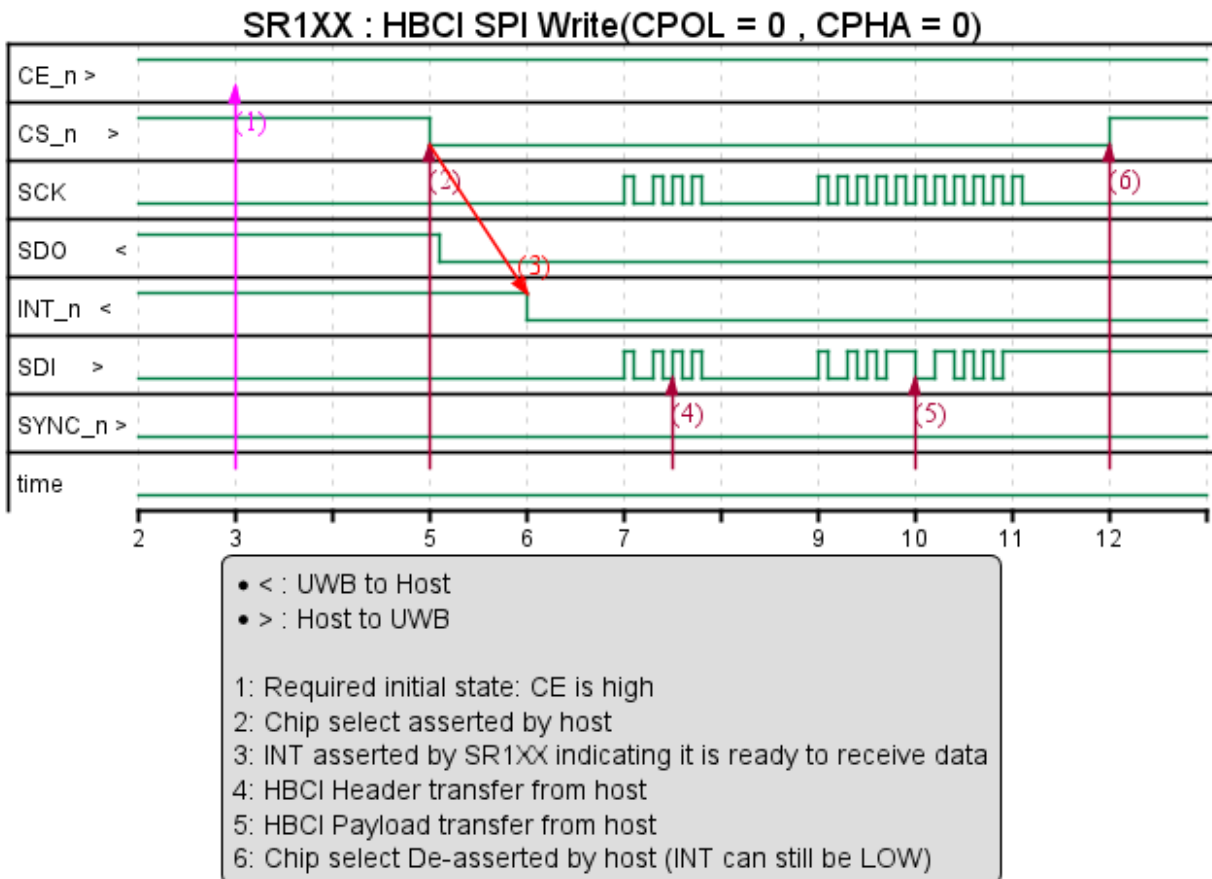 SR1XX : HBCI SPI Write(CPOL = 0 , CPHA = 0)
CE_n >
(1)
CS_n >
(2)
(6)
SCK
SDO <
(3)
INT_n <
SDI >
(4)
(5)
SYNC_n >
time
2 3 5 6 7 9 10 11 12
• < : UWB to Host
• > : Host to UWB
1: Required initial state: CE is high
2: Chip select asserted by host
3: INT asserted by SR1XX indicating it is ready to receive data
4: HBCI Header transfer from host
5: HBCI Payload transfer from host
6: Chip select De-asserted by host (INT can still be LOW)